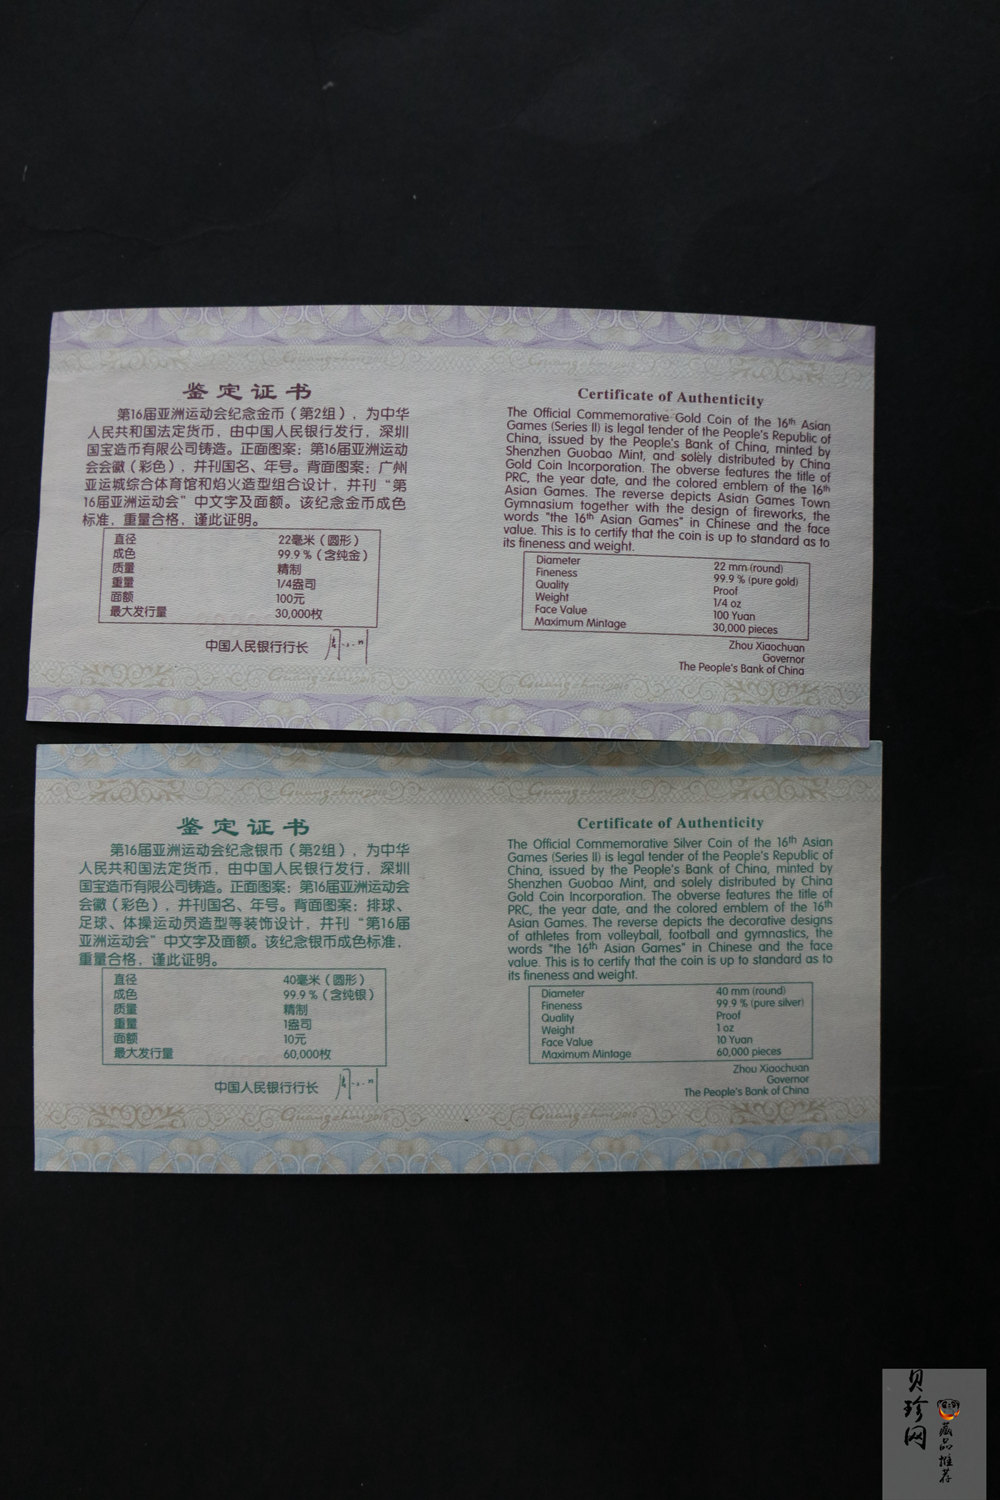 鉴定证书
第16届亚洲运动会纪念金币（第2组），为中华
人民共和国法定货币，由中国人民银行发行，深圳
国宝造币有限公司铸造。正面图案：第16届亚洲运动
会会徽（彩色），并刊国名、年号。背面图案：广州
亚运城综合体育馆和焰火造型组合设计，并刊“第
16届亚洲运动会”中文字及面额。该纪念金币成色
标准，重量合格，谨此证明。
直径 22毫米（圆形）
成色 99.9％（含纯金）
质量 精制
重量 1/4盎司
面额 100元
最大发行量 30,000枚
中国人民银行行长
Certificate of Authenticity
The Official Commemorative Gold Coin of the 16th Asian
Games (Series II) is legal tender of the People's Republic of
China, issued by the People's Bank of China, minted by
Shenzhen Guobao Mint, and solely distributed by China
Gold Coin Incorporation. The obverse features the title of
PRC, the year date, and the colored emblem of the 16th
Asian Games. The reverse depicts Asian Games Town
Gymnasium together with the design of fireworks, the
words "the 16th Asian Games" in Chinese and the face
value. This is to certify that the coin is up to standard as to
its fineness and weight.
Diameter 22 mm (round)
Fineness 99.9 % (pure gold)
Quality Proof
Weight 1/4 oz
Face Value 100 Yuan
Maximum Mintage 30,000 pieces
Zhou Xiaochuan
Governor
The People's Bank of China
Guangzhou 2010
Guangzhou 2010
Guangzhou 2010
Guangzhou 2010
鉴定证书
第16届亚洲运动会纪念银币（第2组），为中华
人民共和国法定货币，由中国人民银行发行，深圳
国宝造币有限公司铸造。正面图案：第16届亚洲运动会
会徽（彩色），并刊国名、年号。背面图案：排球、
足球、体操运动员造型等装饰设计，并刊“第16届
亚洲运动会”中文字及面额。该纪念银币成色标准，
重量合格，谨此证明。
直径 40毫米（圆形）
成色 99.9％（含纯银）
质量 精制
重量 1盎司
面额 10元
最大发行量 60,000枚
中国人民银行行长
Certificate of Authenticity
The Official Commemorative Silver Coin of the 16th Asian
Games (Series II) is legal tender of the People's Republic of
China, issued by the People's Bank of China, minted by
Shenzhen Guobao Mint, and solely distributed by China
Gold Coin Incorporation. The obverse features the title of
PRC, the year date, and the colored emblem of the 16th
Asian Games. The reverse depicts the decorative designs
of athletes from volleyball, football and gymnastics, the
words "the 16th Asian Games" in Chinese and the face
value. This is to certify that the coin is up to standard as to
its fineness and weight.
Diameter 40 mm (round)
Fineness 99.9 % (pure silver)
Quality Proof
Weight 1 oz
Face Value 10 Yuan
Maximum Mintage 60,000 pieces
Zhou Xiaochuan
Governor
The People's Bank of China
Guangzhou 2010
Guangzhou 2010
贝珍网
藏品推荐